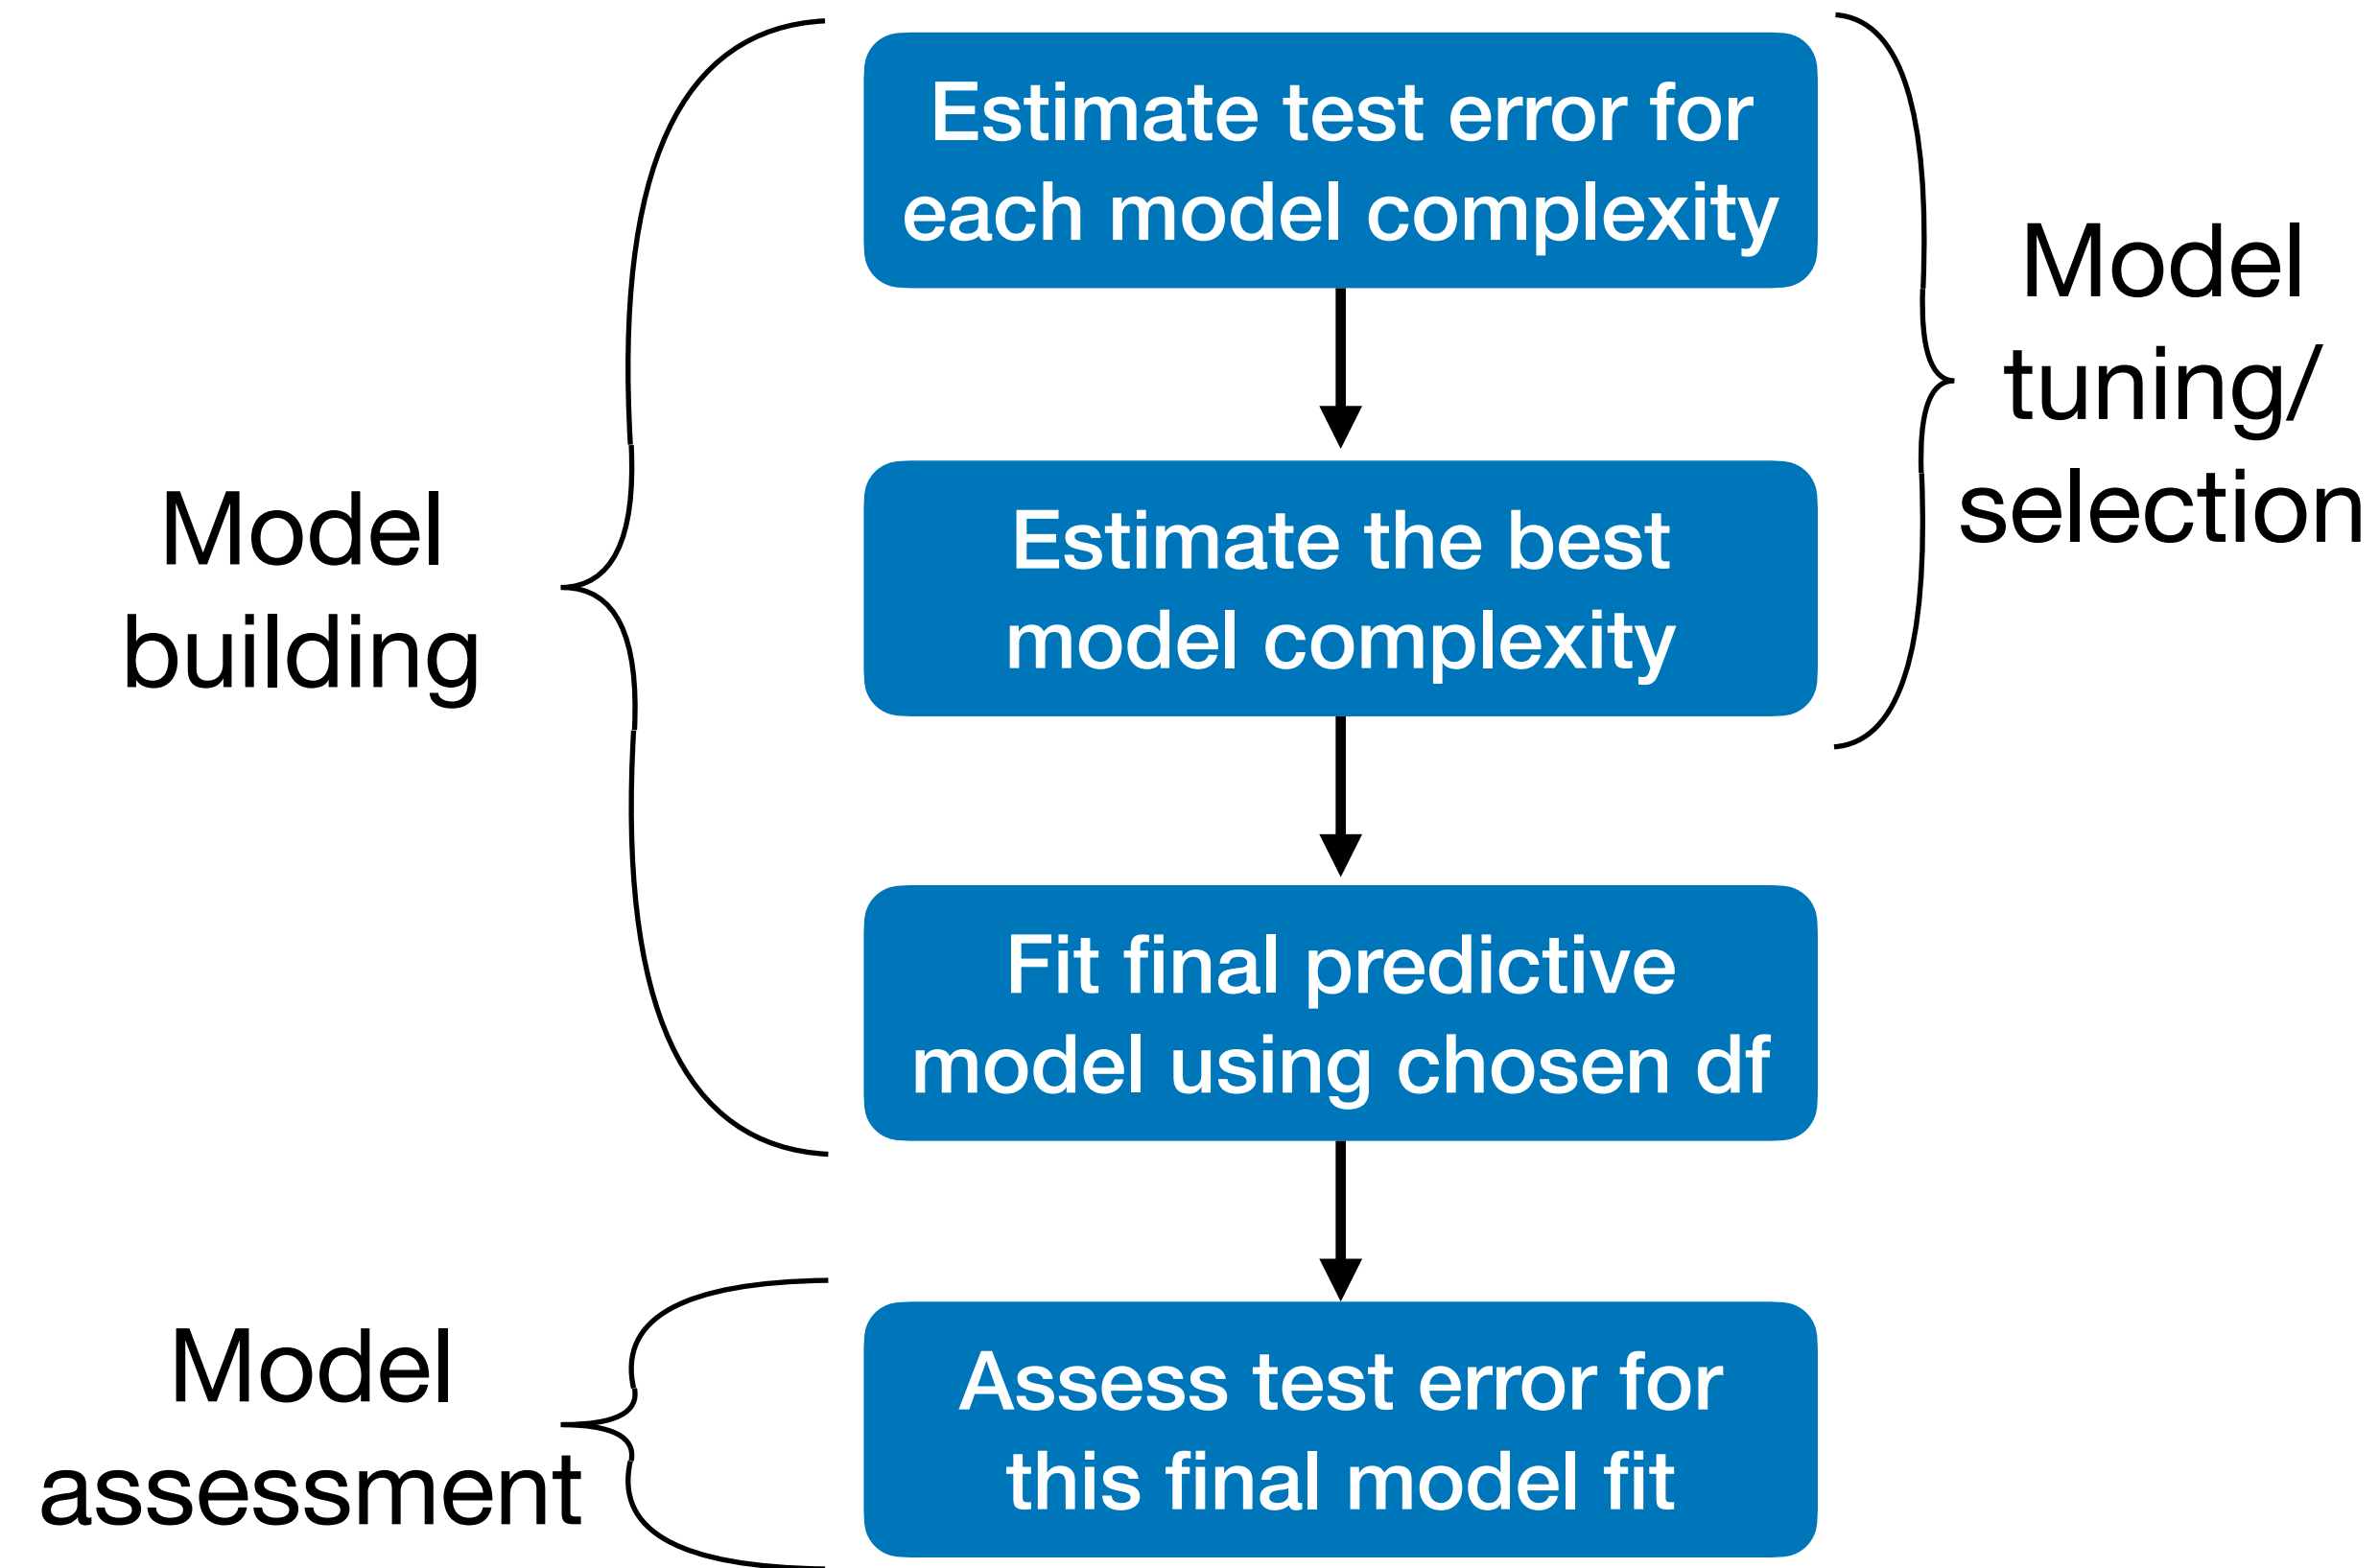 Estimate test error for
each model complexity
Model
tuning/
selection
Estimate the best
model complexity
Model
building
Fit final predictive
model using chosen df
Model
assessment
Assess test error for
this final model fit